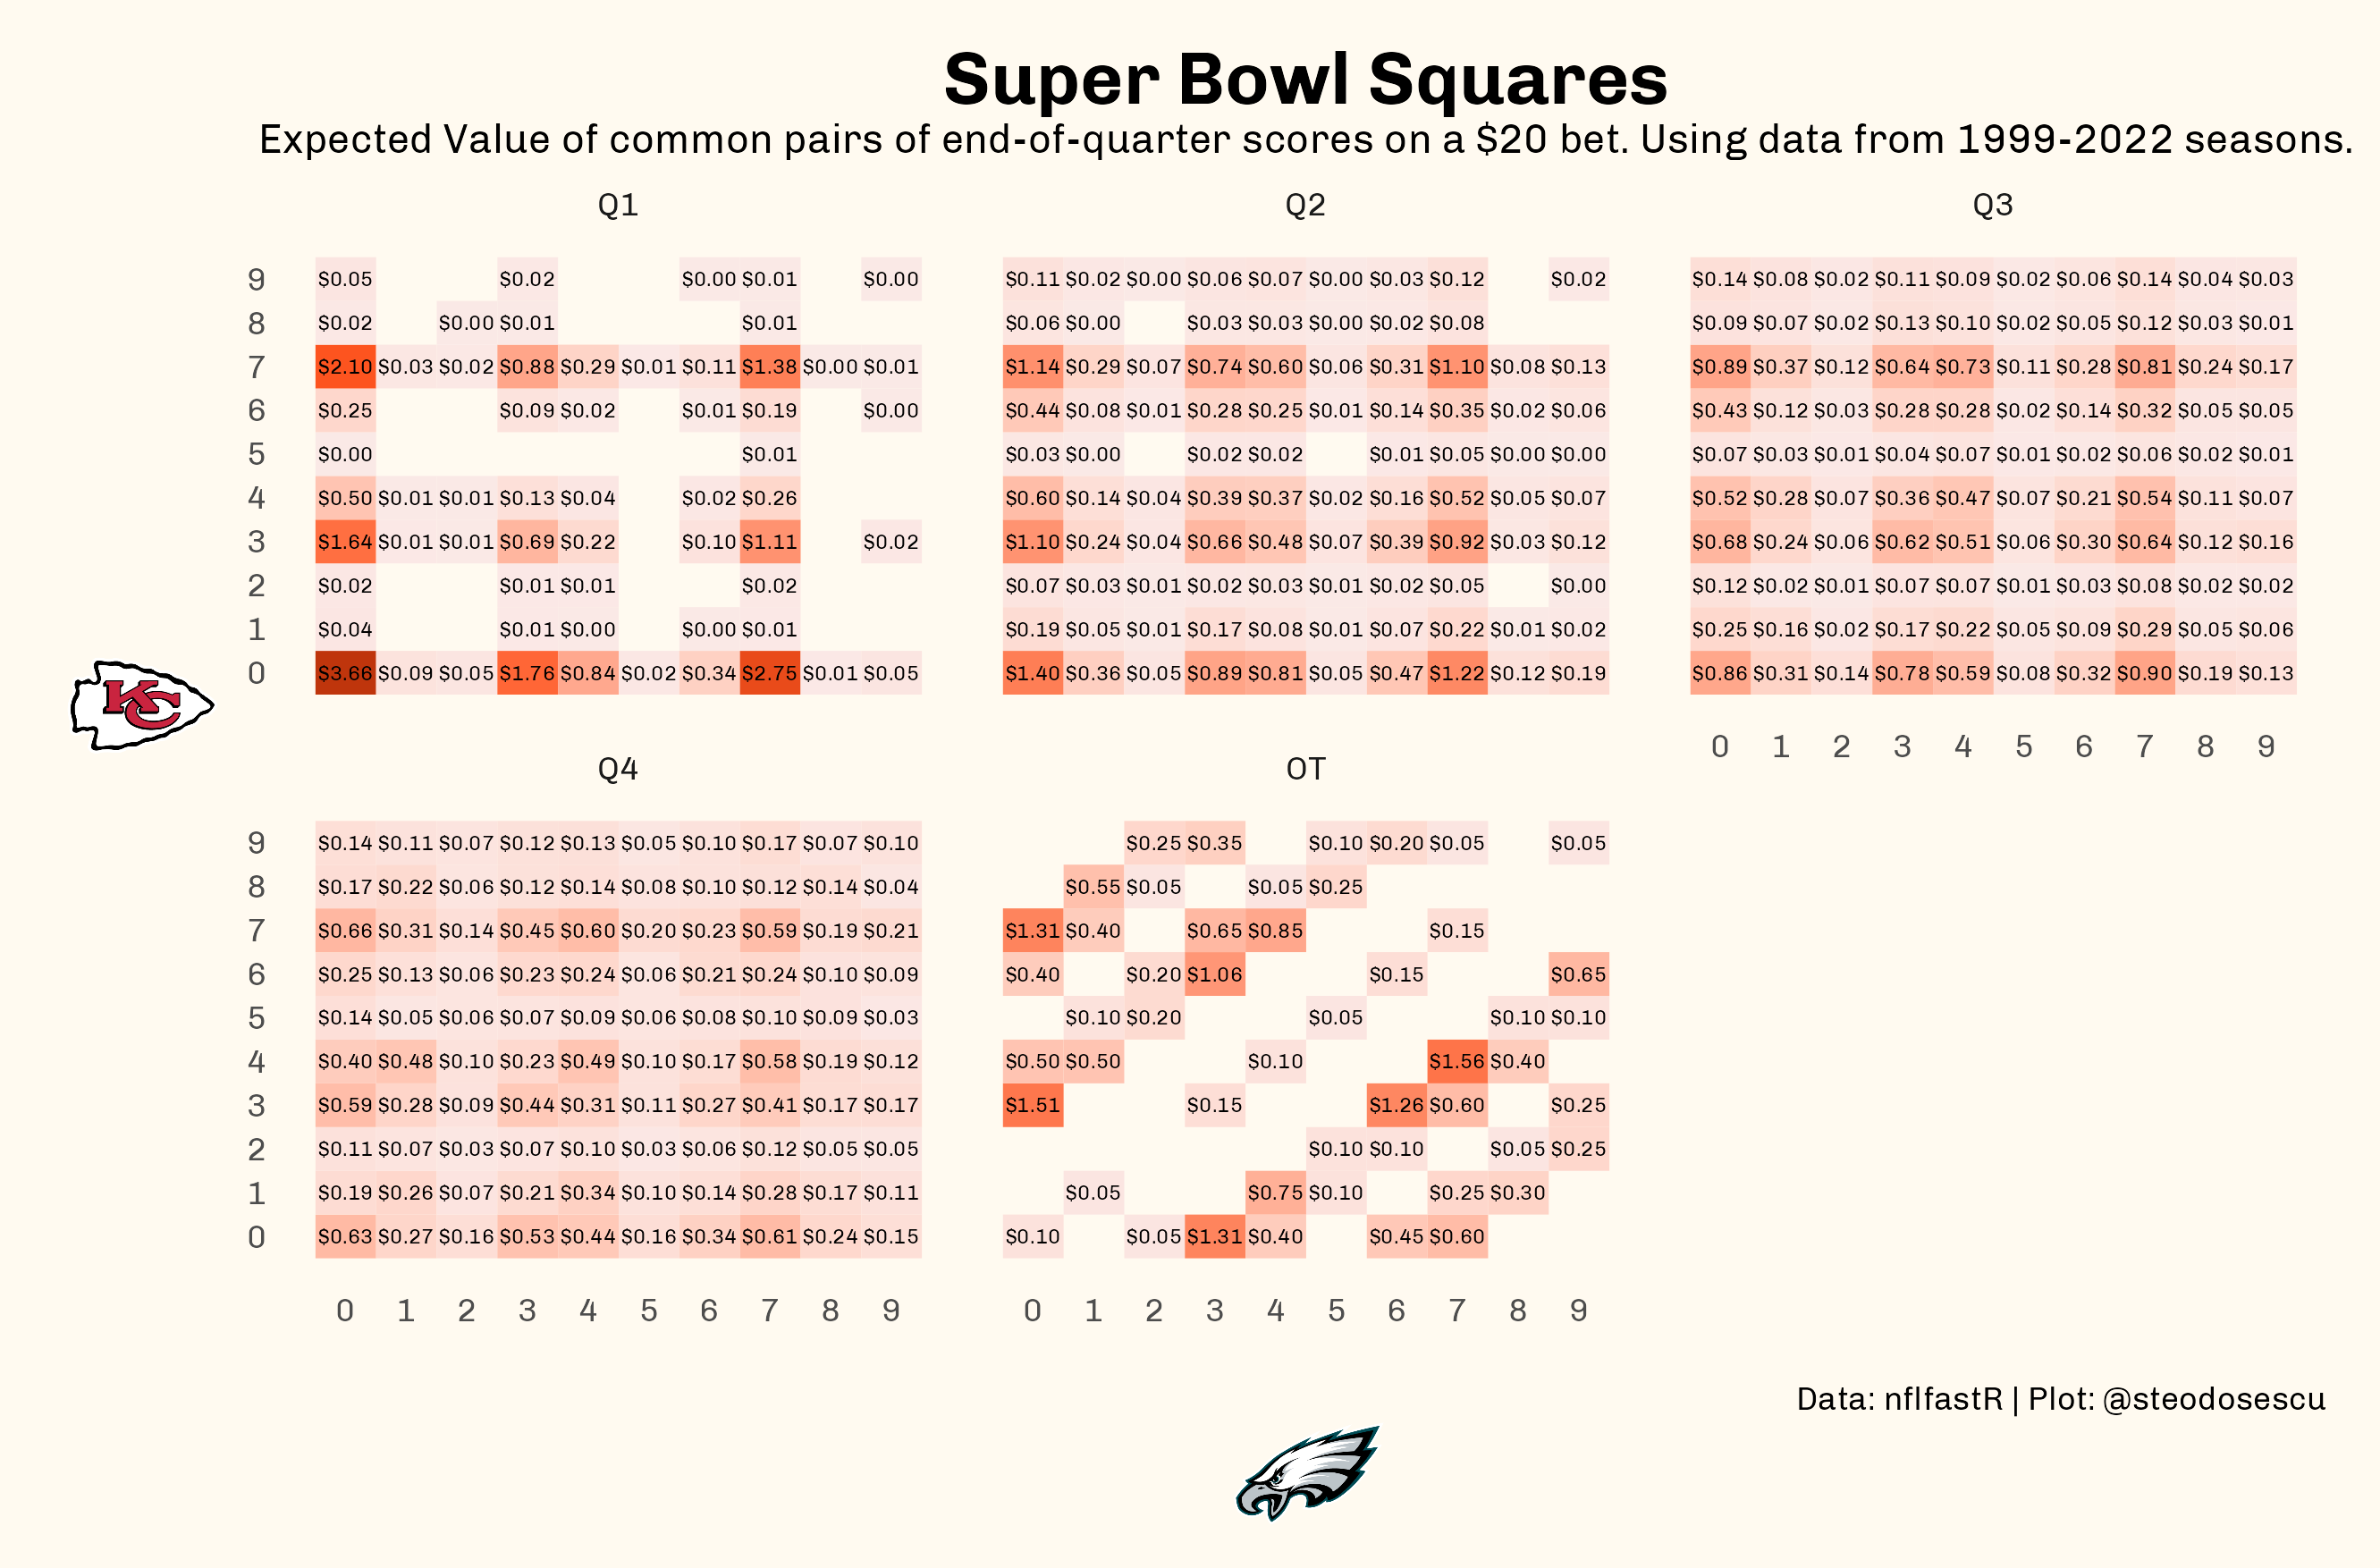 Super Bowl Squares
Expected Value of common pairs of end-of-quarter scores on a $20 bet. Using data from 1999-2022 seasons.
Q1
9 $0.05 $0.02 $0.00 $0.01 $0.00
8 $0.02 $0.00 $0.01 $0.01
7 $2.10 $0.03 $0.02 $0.88 $0.29 $0.01 $0.11 $1.38 $0.00 $0.01
6 $0.25 $0.09 $0.02 $0.01 $0.19 $0.00
5 $0.00 $0.01
4 $0.50 $0.01 $0.01 $0.13 $0.04 $0.02 $0.26
3 $1.64 $0.01 $0.01 $0.69 $0.22 $0.10 $1.11 $0.02
2 $0.02 $0.01 $0.01 $0.02
1 $0.04 $0.01 $0.00 $0.00 $0.01
0 $3.66 $0.09 $0.05 $1.76 $0.84 $0.02 $0.34 $2.75 $0.01 $0.05
Q2
$0.11 $0.02 $0.00 $0.06 $0.07 $0.00 $0.03 $0.12 $0.02
$0.06 $0.00 $0.03 $0.03 $0.00 $0.02 $0.08
$1.14 $0.29 $0.07 $0.74 $0.60 $0.06 $0.31 $1.10 $0.08 $0.13
$0.44 $0.08 $0.01 $0.28 $0.25 $0.01 $0.14 $0.35 $0.02 $0.06
$0.03 $0.00 $0.02 $0.02 $0.01 $0.05 $0.00 $0.00
$0.60 $0.14 $0.04 $0.39 $0.37 $0.02 $0.16 $0.52 $0.05 $0.07
$1.10 $0.24 $0.04 $0.66 $0.48 $0.07 $0.39 $0.92 $0.03 $0.12
$0.07 $0.03 $0.01 $0.02 $0.03 $0.01 $0.02 $0.05 $0.00
$0.19 $0.05 $0.01 $0.17 $0.08 $0.01 $0.07 $0.22 $0.01 $0.02
$1.40 $0.36 $0.05 $0.89 $0.81 $0.05 $0.47 $1.22 $0.12 $0.19
Q3
$0.14 $0.08 $0.02 $0.11 $0.09 $0.02 $0.06 $0.14 $0.04 $0.03
$0.09 $0.07 $0.02 $0.13 $0.10 $0.02 $0.05 $0.12 $0.03 $0.01
$0.89 $0.37 $0.12 $0.64 $0.73 $0.11 $0.28 $0.81 $0.24 $0.17
$0.43 $0.12 $0.03 $0.28 $0.28 $0.02 $0.14 $0.32 $0.05 $0.05
$0.07 $0.03 $0.01 $0.04 $0.07 $0.01 $0.02 $0.06 $0.02 $0.01
$0.52 $0.28 $0.07 $0.36 $0.47 $0.07 $0.21 $0.54 $0.11 $0.07
$0.68 $0.24 $0.06 $0.62 $0.51 $0.06 $0.30 $0.64 $0.12 $0.16
$0.12 $0.02 $0.01 $0.07 $0.07 $0.01 $0.03 $0.08 $0.02 $0.02
$0.25 $0.16 $0.02 $0.17 $0.22 $0.05 $0.09 $0.29 $0.05 $0.06
$0.86 $0.31 $0.14 $0.78 $0.59 $0.08 $0.32 $0.90 $0.19 $0.13
0 1 2 3 4 5 6 7 8 9
KC
Q4
9 $0.14 $0.11 $0.07 $0.12 $0.13 $0.05 $0.10 $0.17 $0.07 $0.10
8 $0.17 $0.22 $0.06 $0.12 $0.14 $0.08 $0.10 $0.12 $0.14 $0.04
7 $0.66 $0.31 $0.14 $0.45 $0.60 $0.20 $0.23 $0.59 $0.19 $0.21
6 $0.25 $0.13 $0.06 $0.23 $0.24 $0.06 $0.21 $0.24 $0.10 $0.09
5 $0.14 $0.05 $0.06 $0.07 $0.09 $0.06 $0.08 $0.10 $0.09 $0.03
4 $0.40 $0.48 $0.10 $0.23 $0.49 $0.10 $0.17 $0.58 $0.19 $0.12
3 $0.59 $0.28 $0.09 $0.44 $0.31 $0.11 $0.27 $0.41 $0.17 $0.17
2 $0.11 $0.07 $0.03 $0.07 $0.10 $0.03 $0.06 $0.12 $0.05 $0.05
1 $0.19 $0.26 $0.07 $0.21 $0.34 $0.10 $0.14 $0.28 $0.17 $0.11
0 $0.63 $0.27 $0.16 $0.53 $0.44 $0.16 $0.34 $0.61 $0.24 $0.15
0 1 2 3 4 5 6 7 8 9
OT
$0.25 $0.35 $0.10 $0.20 $0.05 $0.05
$0.55 $0.05 $0.05 $0.25
$1.31 $0.40 $0.65 $0.85 $0.15
$0.40 $0.20 $1.06 $0.15 $0.65
$0.10 $0.20 $0.05 $0.10 $0.10
$0.50 $0.50 $0.10 $1.56 $0.40
$1.51 $0.15 $1.26 $0.60 $0.25
$0.10 $0.10 $0.05 $0.25
$0.05 $0.75 $0.10 $0.25 $0.30
$0.10 $0.05 $1.31 $0.40 $0.45 $0.60
0 1 2 3 4 5 6 7 8 9
Data: nflfastR | Plot: @steodosescu